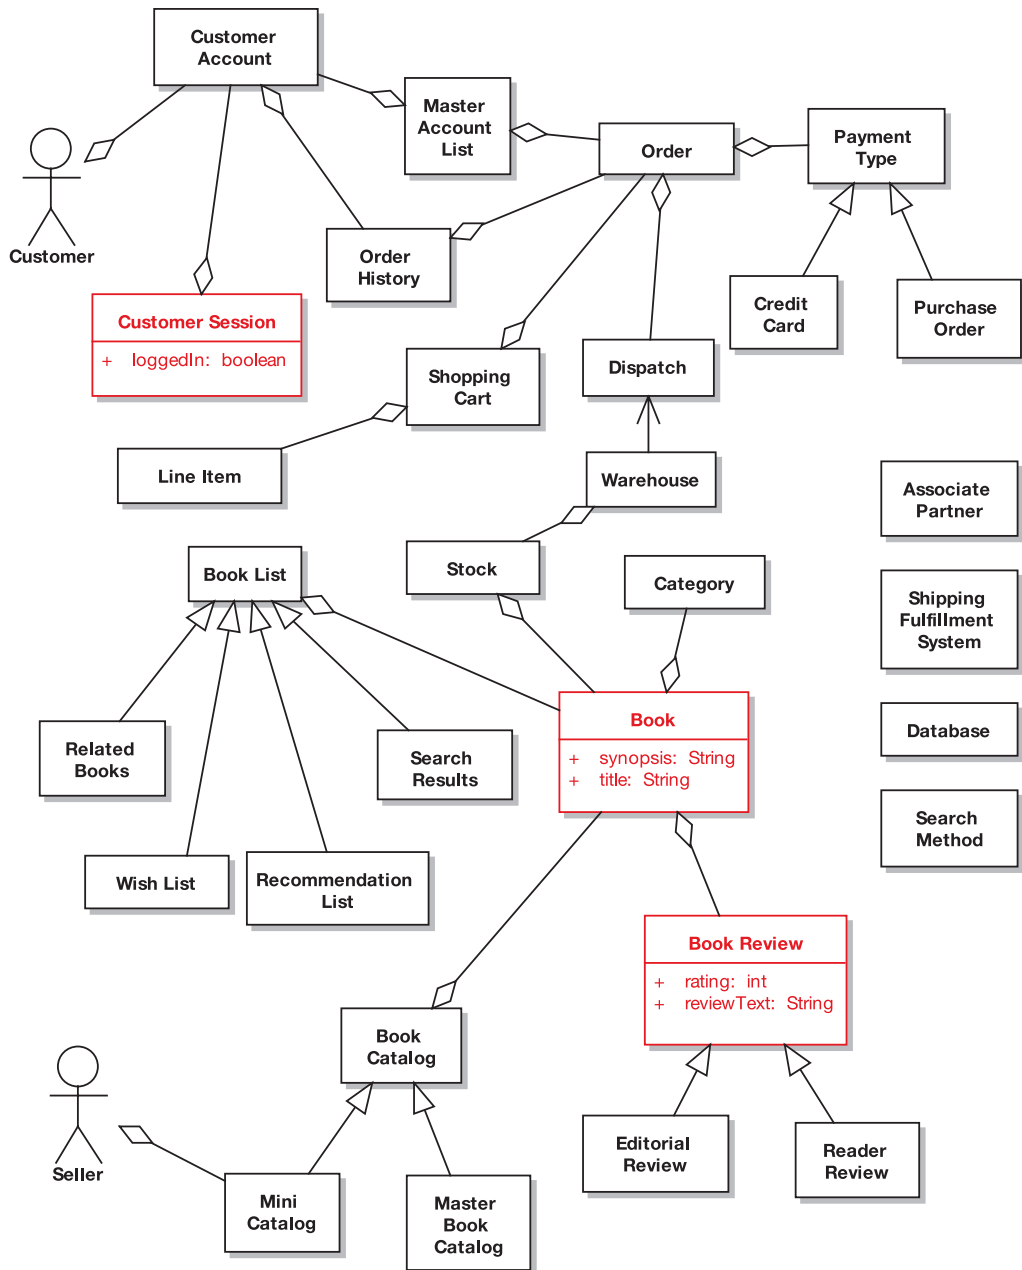 Customer
Account
Master
Account
List
Order
Payment
Type
Customer
Order
History
Credit
Card
Purchase
Order
Customer Session
+ loggedIn: boolean
Shopping
Cart
Dispatch
Line Item
Warehouse
Associate
Partner
Book List
Stock
Category
Shipping
Fulfillment
System
Related
Books
Search
Results
Book
+ synopsis: String
+ title: String
Database
Search
Method
Wish List
Recommendation
List
Book Review
+ rating: int
+ reviewText: String
Book
Catalog
Seller
Editorial
Review
Reader
Review
Mini
Catalog
Master
Book
Catalog